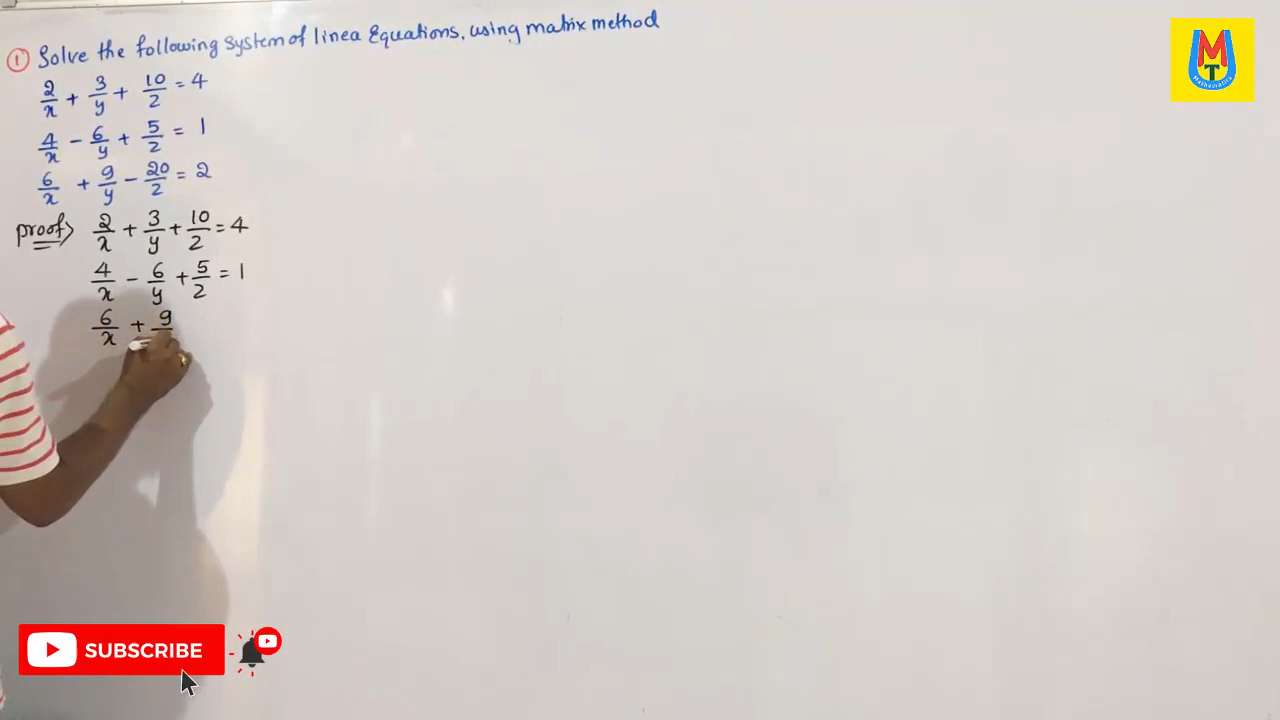 ① Solve the following system of linea Equations, using matrix method
2/x + 3/y + 10/2 = 4
4/x - 6/y + 5/2 = 1
6/x + 9/y - 20/2 = 2
proof> 2/x + 3/y + 10/2 = 4
4/x - 6/y + 5/2 = 1
6/x + 9
MT
Mathematics
SUBSCRIBE